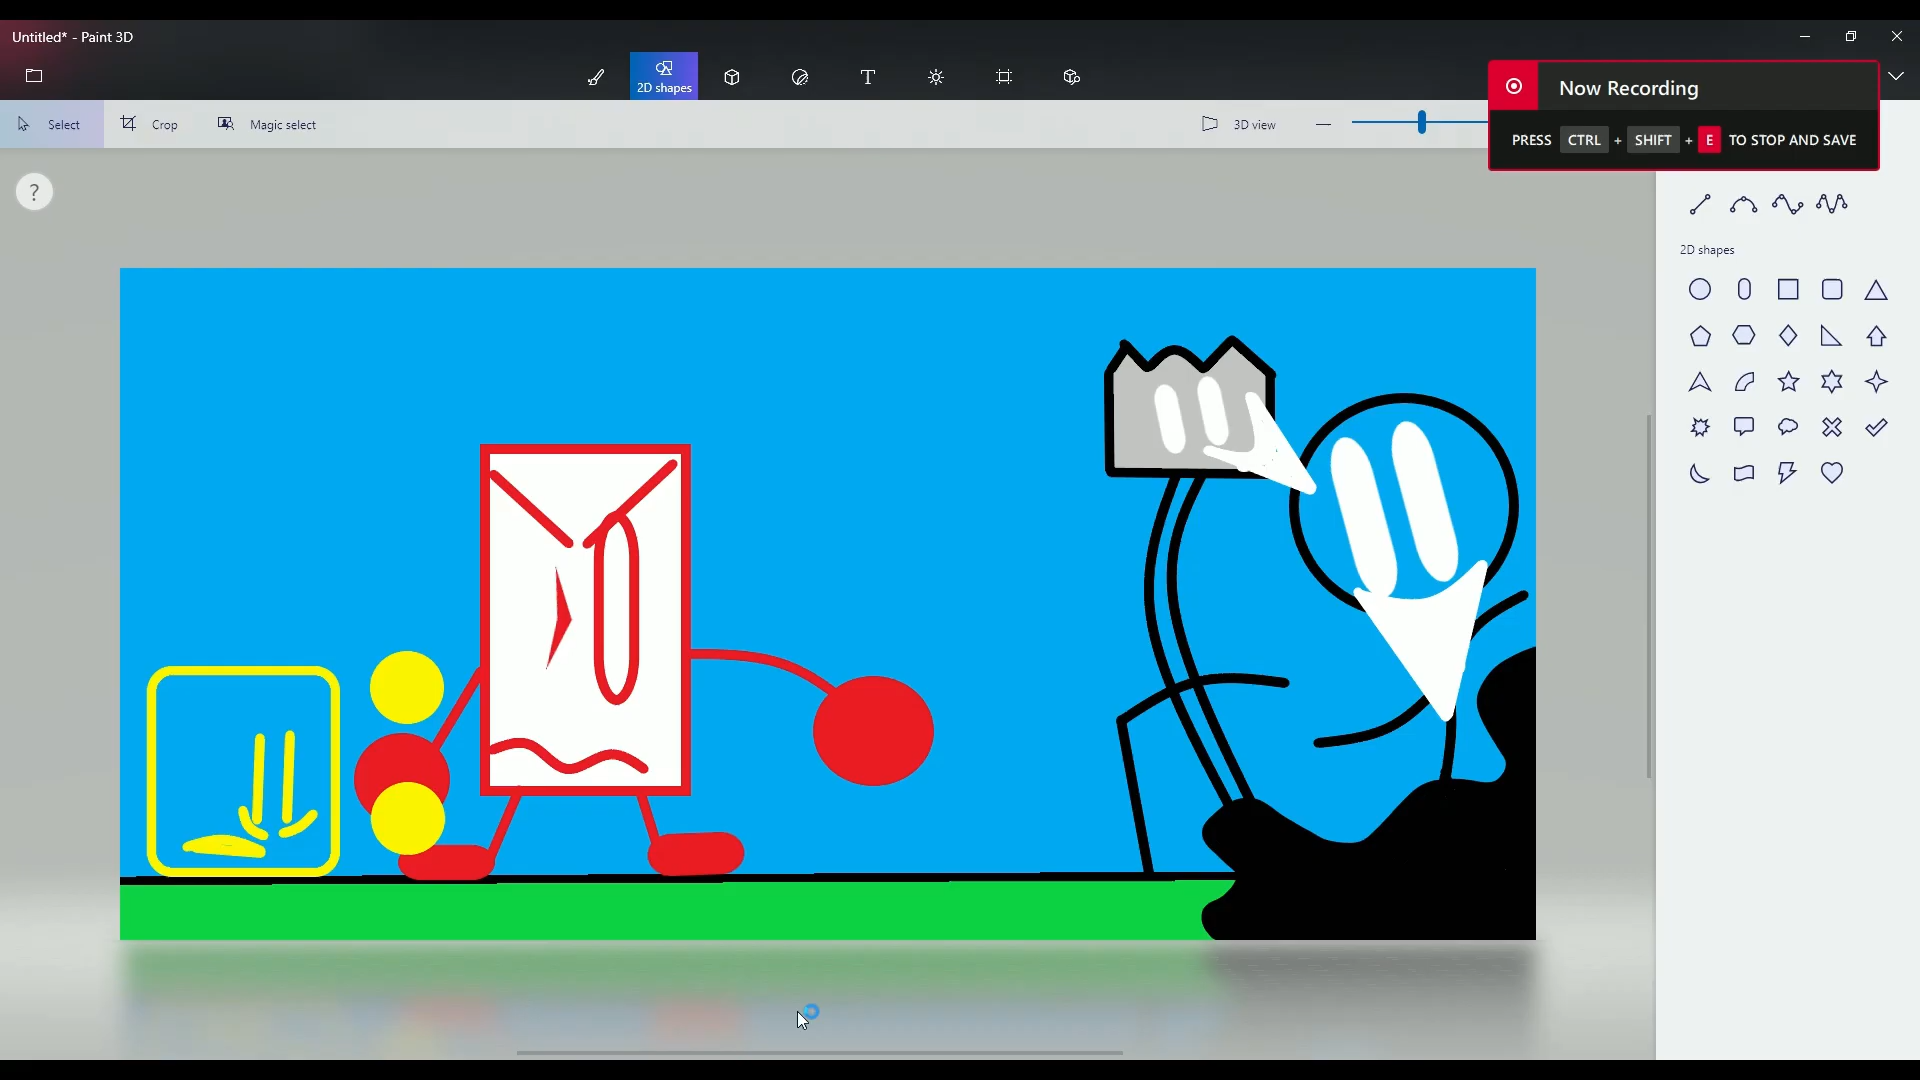 Untitled* - Paint 3D
2D shapes
Now Recording
Select
Crop
Magic select
3D view
PRESS CTRL + SHIFT + E TO STOP AND SAVE
?
2D shapes